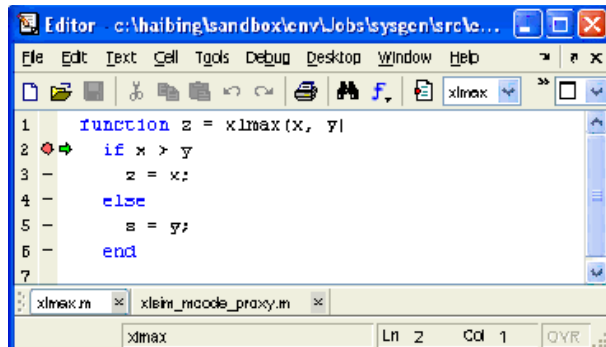 Editor - c:\haibing\sandbox\env\Jobs\sysgen\src\e...
File Edit Text Cell Tools Debug Desktop Window Help
xlmax
1 function z = xlmax(x, y)
2 if x > y
3 z = x;
4 else
5 z = y;
6 end
7
xlmax.m xlsim_mcode_proxy.m
xlmax Ln 2 Col 1 OVR